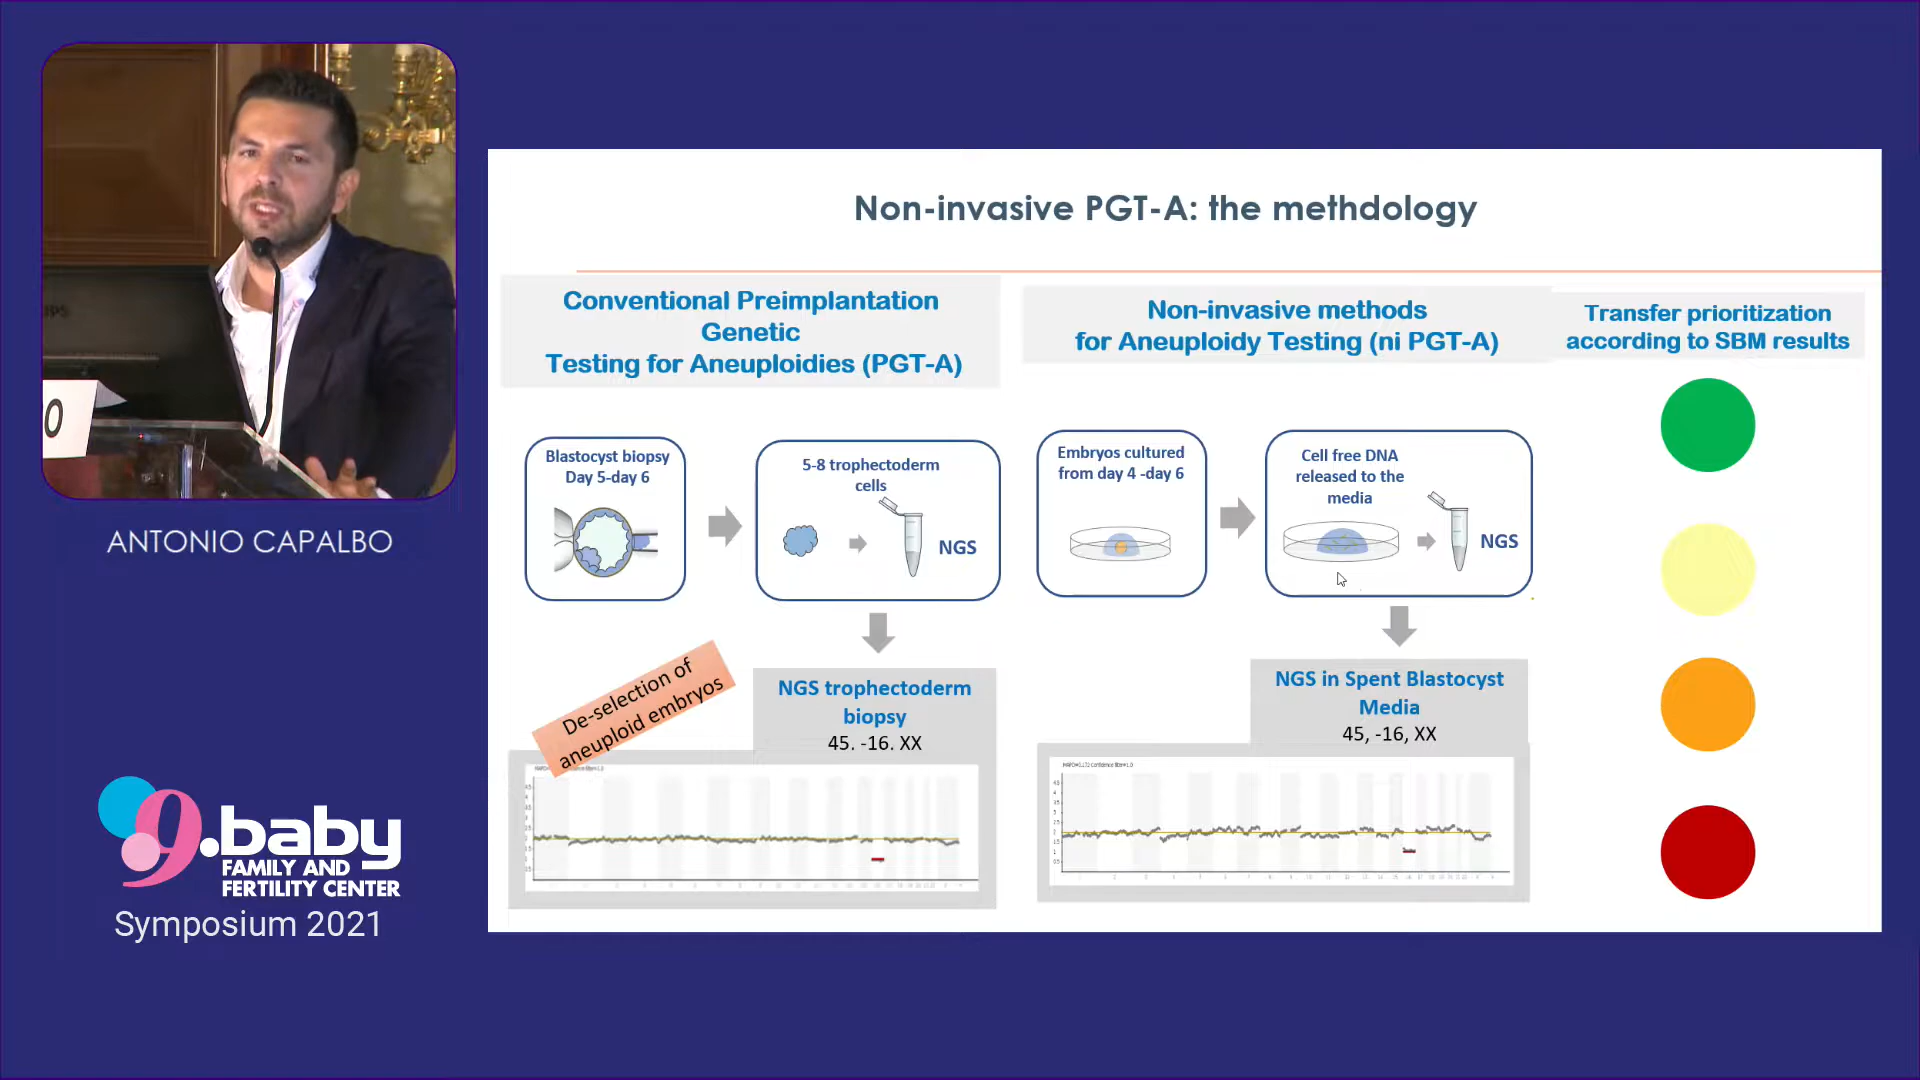 Non-invasive PGT-A: the methdology
Conventional Preimplantation
Genetic
Testing for Aneuploidies (PGT-A)
Non-invasive methods
for Aneuploidy Testing (ni PGT-A)
Transfer prioritization
according to SBM results
Blastocyst biopsy
Day 5-day 6
5-8 trophectoderm
cells
NGS
Embryos cultured
from day 4 -day 6
Cell free DNA
released to the
media
NGS
De-selection of
aneuploid embryos
NGS trophectoderm
biopsy
45. -16. XX
NGS in Spent Blastocyst
Media
45, -16, XX
ANTONIO CAPALBO
9.baby
FAMILY AND
FERTILITY CENTER
Symposium 2021